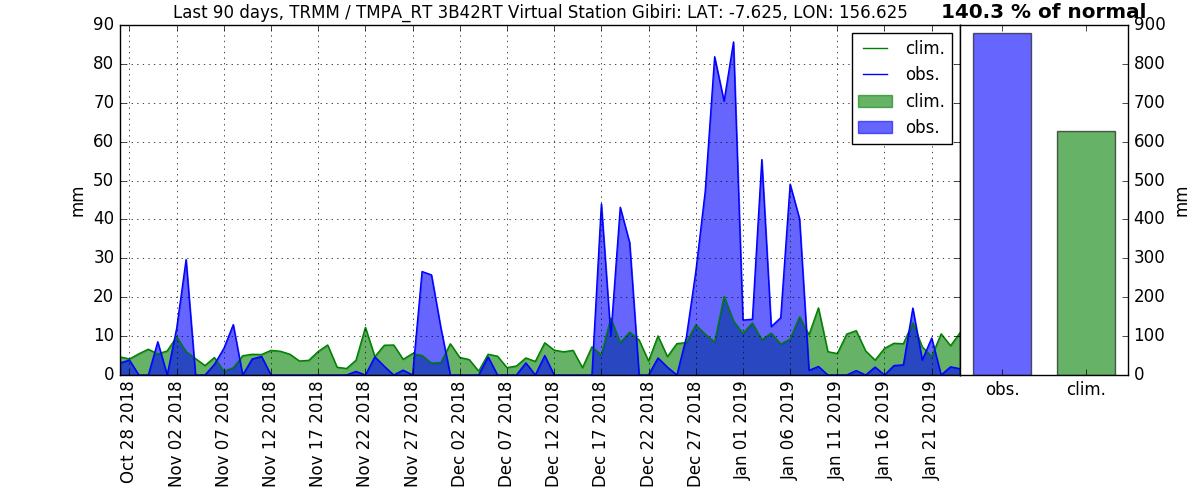 Last 90 days, TRMM / TMPA_RT 3B42RT Virtual Station Gibiri: LAT: -7.625, LON: 156.625
140.3 % of normal
90
80
70
60
50
40
30
20
10
0
mm
clim.
obs.
clim.
obs.
900
800
700
600
500
400
300
200
100
0
mm
Oct 28 2018
Nov 02 2018
Nov 07 2018
Nov 12 2018
Nov 17 2018
Nov 22 2018
Nov 27 2018
Dec 02 2018
Dec 07 2018
Dec 12 2018
Dec 17 2018
Dec 22 2018
Dec 27 2018
Jan 01 2019
Jan 06 2019
Jan 11 2019
Jan 16 2019
Jan 21 2019
obs.
clim.